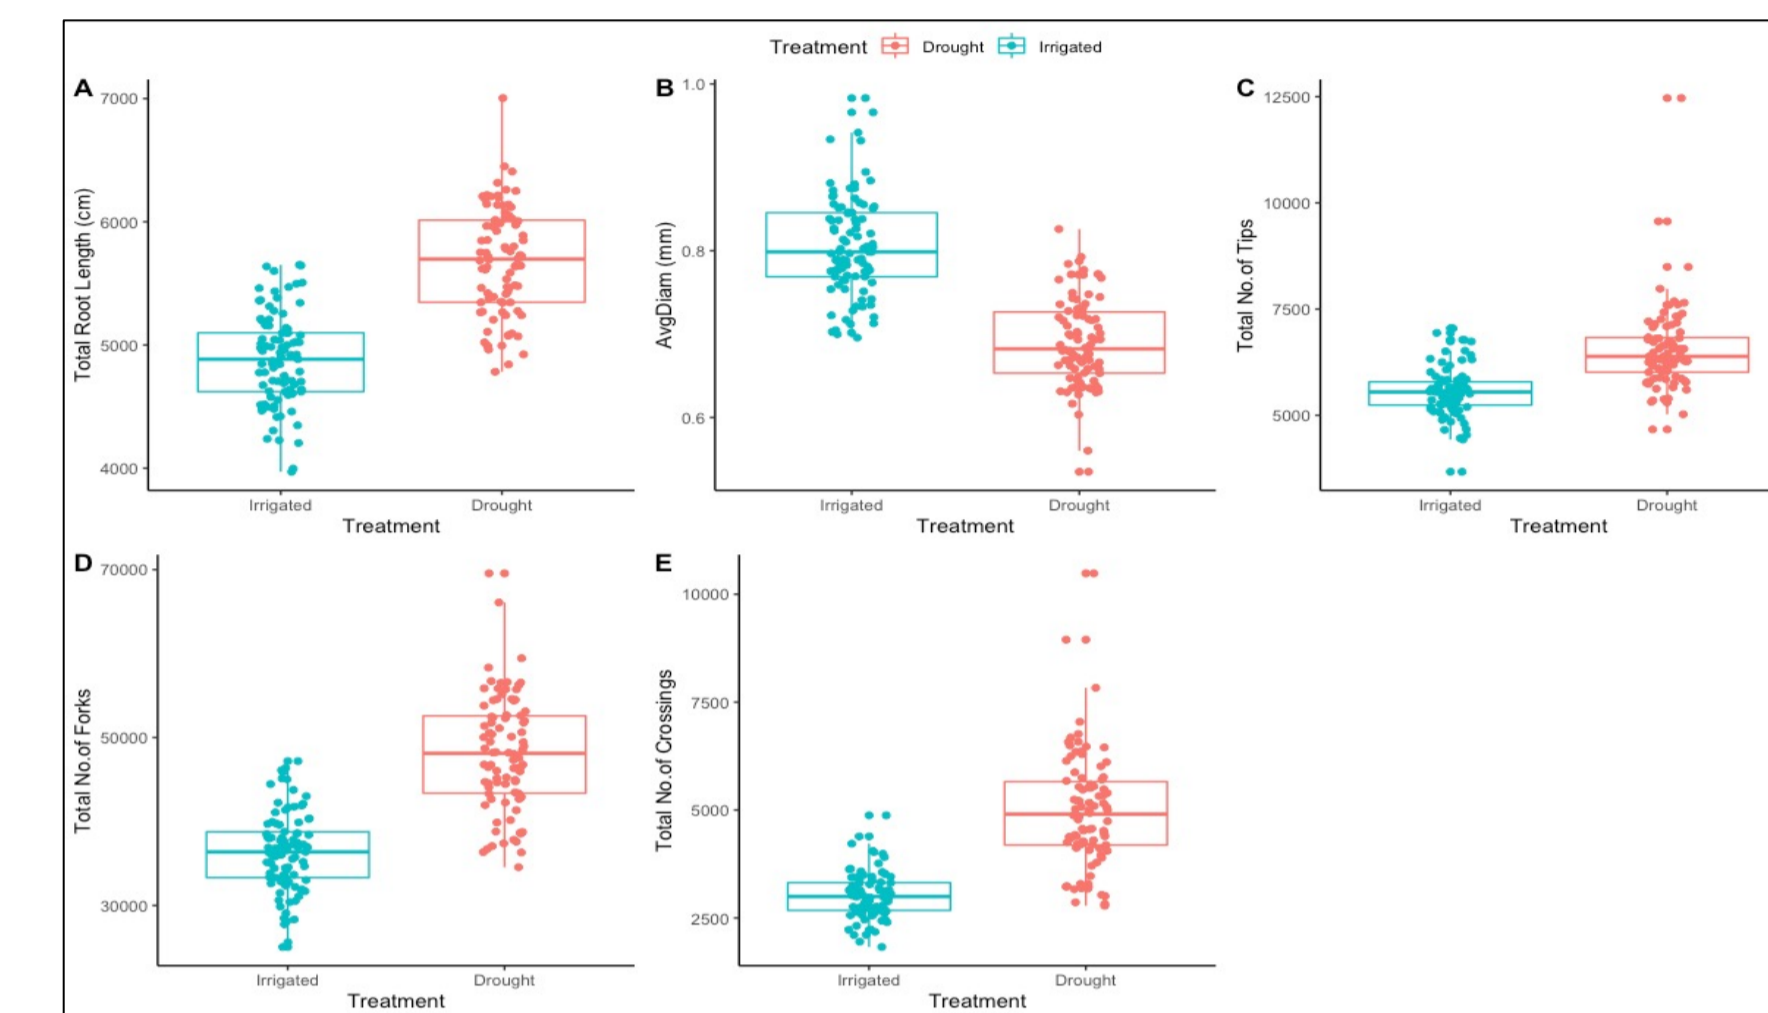 Treatment Drought Irrigated
A
7000
6000
5000
4000
Total Root Length (cm)
Irrigated Drought
Treatment
B
1.0
0.8
0.6
AvgDiam (mm)
Irrigated Drought
Treatment
C
12500
10000
7500
5000
Total No.of Tips
Irrigated Drought
Treatment
D
70000
50000
30000
Total No.of Forks
Irrigated Drought
Treatment
E
10000
7500
5000
2500
Total No.of Crossings
Irrigated Drought
Treatment